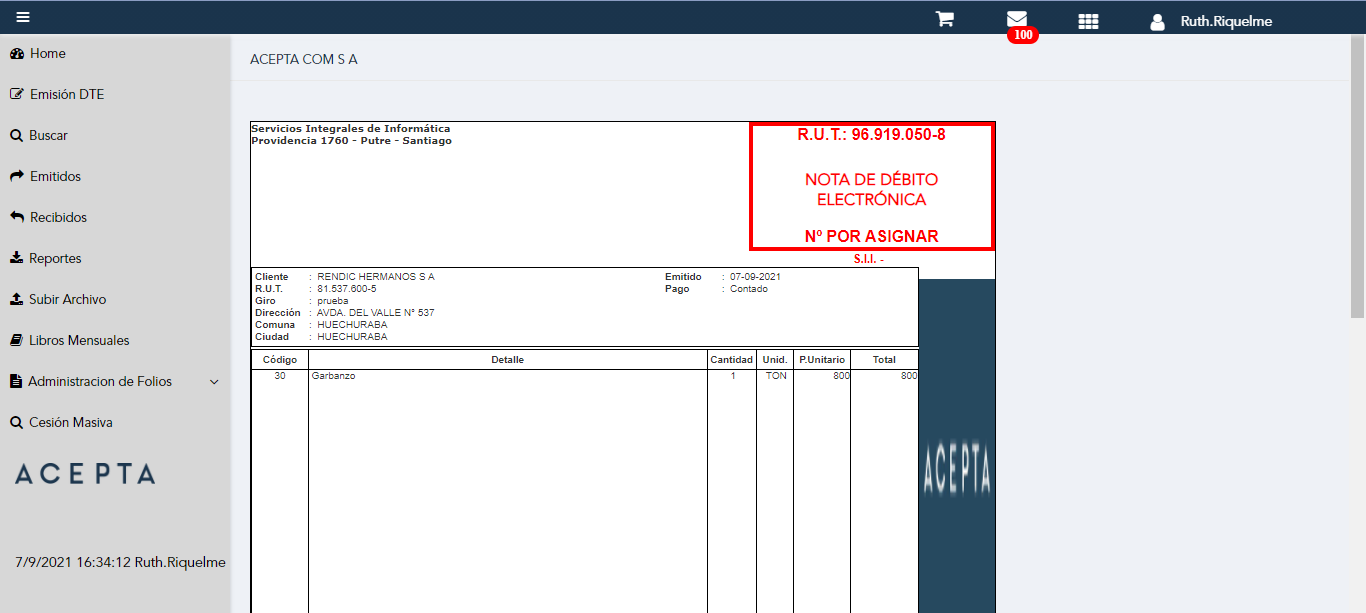 Ruth.Riquelme
100
Home
Emisión DTE
Buscar
Emitidos
Recibidos
Reportes
Subir Archivo
Libros Mensuales
Administracion de Folios
Cesión Masiva
ACEPTA
7/9/2021 16:34:12 Ruth.Riquelme
ACEPTA COM S A
Servicios Integrales de Informática
Providencia 1760 - Putre - Santiago
R.U.T.: 96.919.050-8
NOTA DE DÉBITO
ELECTRÓNICA
Nº POR ASIGNAR
S.I.I. -
Cliente : RENDIC HERMANOS S A Emitido : 07-09-2021
R.U.T. : 81.537.600-5 Pago : Contado
Giro : prueba
Dirección : AVDA. DEL VALLE N° 537
Comuna : HUECHURABA
Ciudad : HUECHURABA
Código Detalle Cantidad Unid. P.Unitario Total
30 Garbanzo 1 TON 800 800
ACEPTA